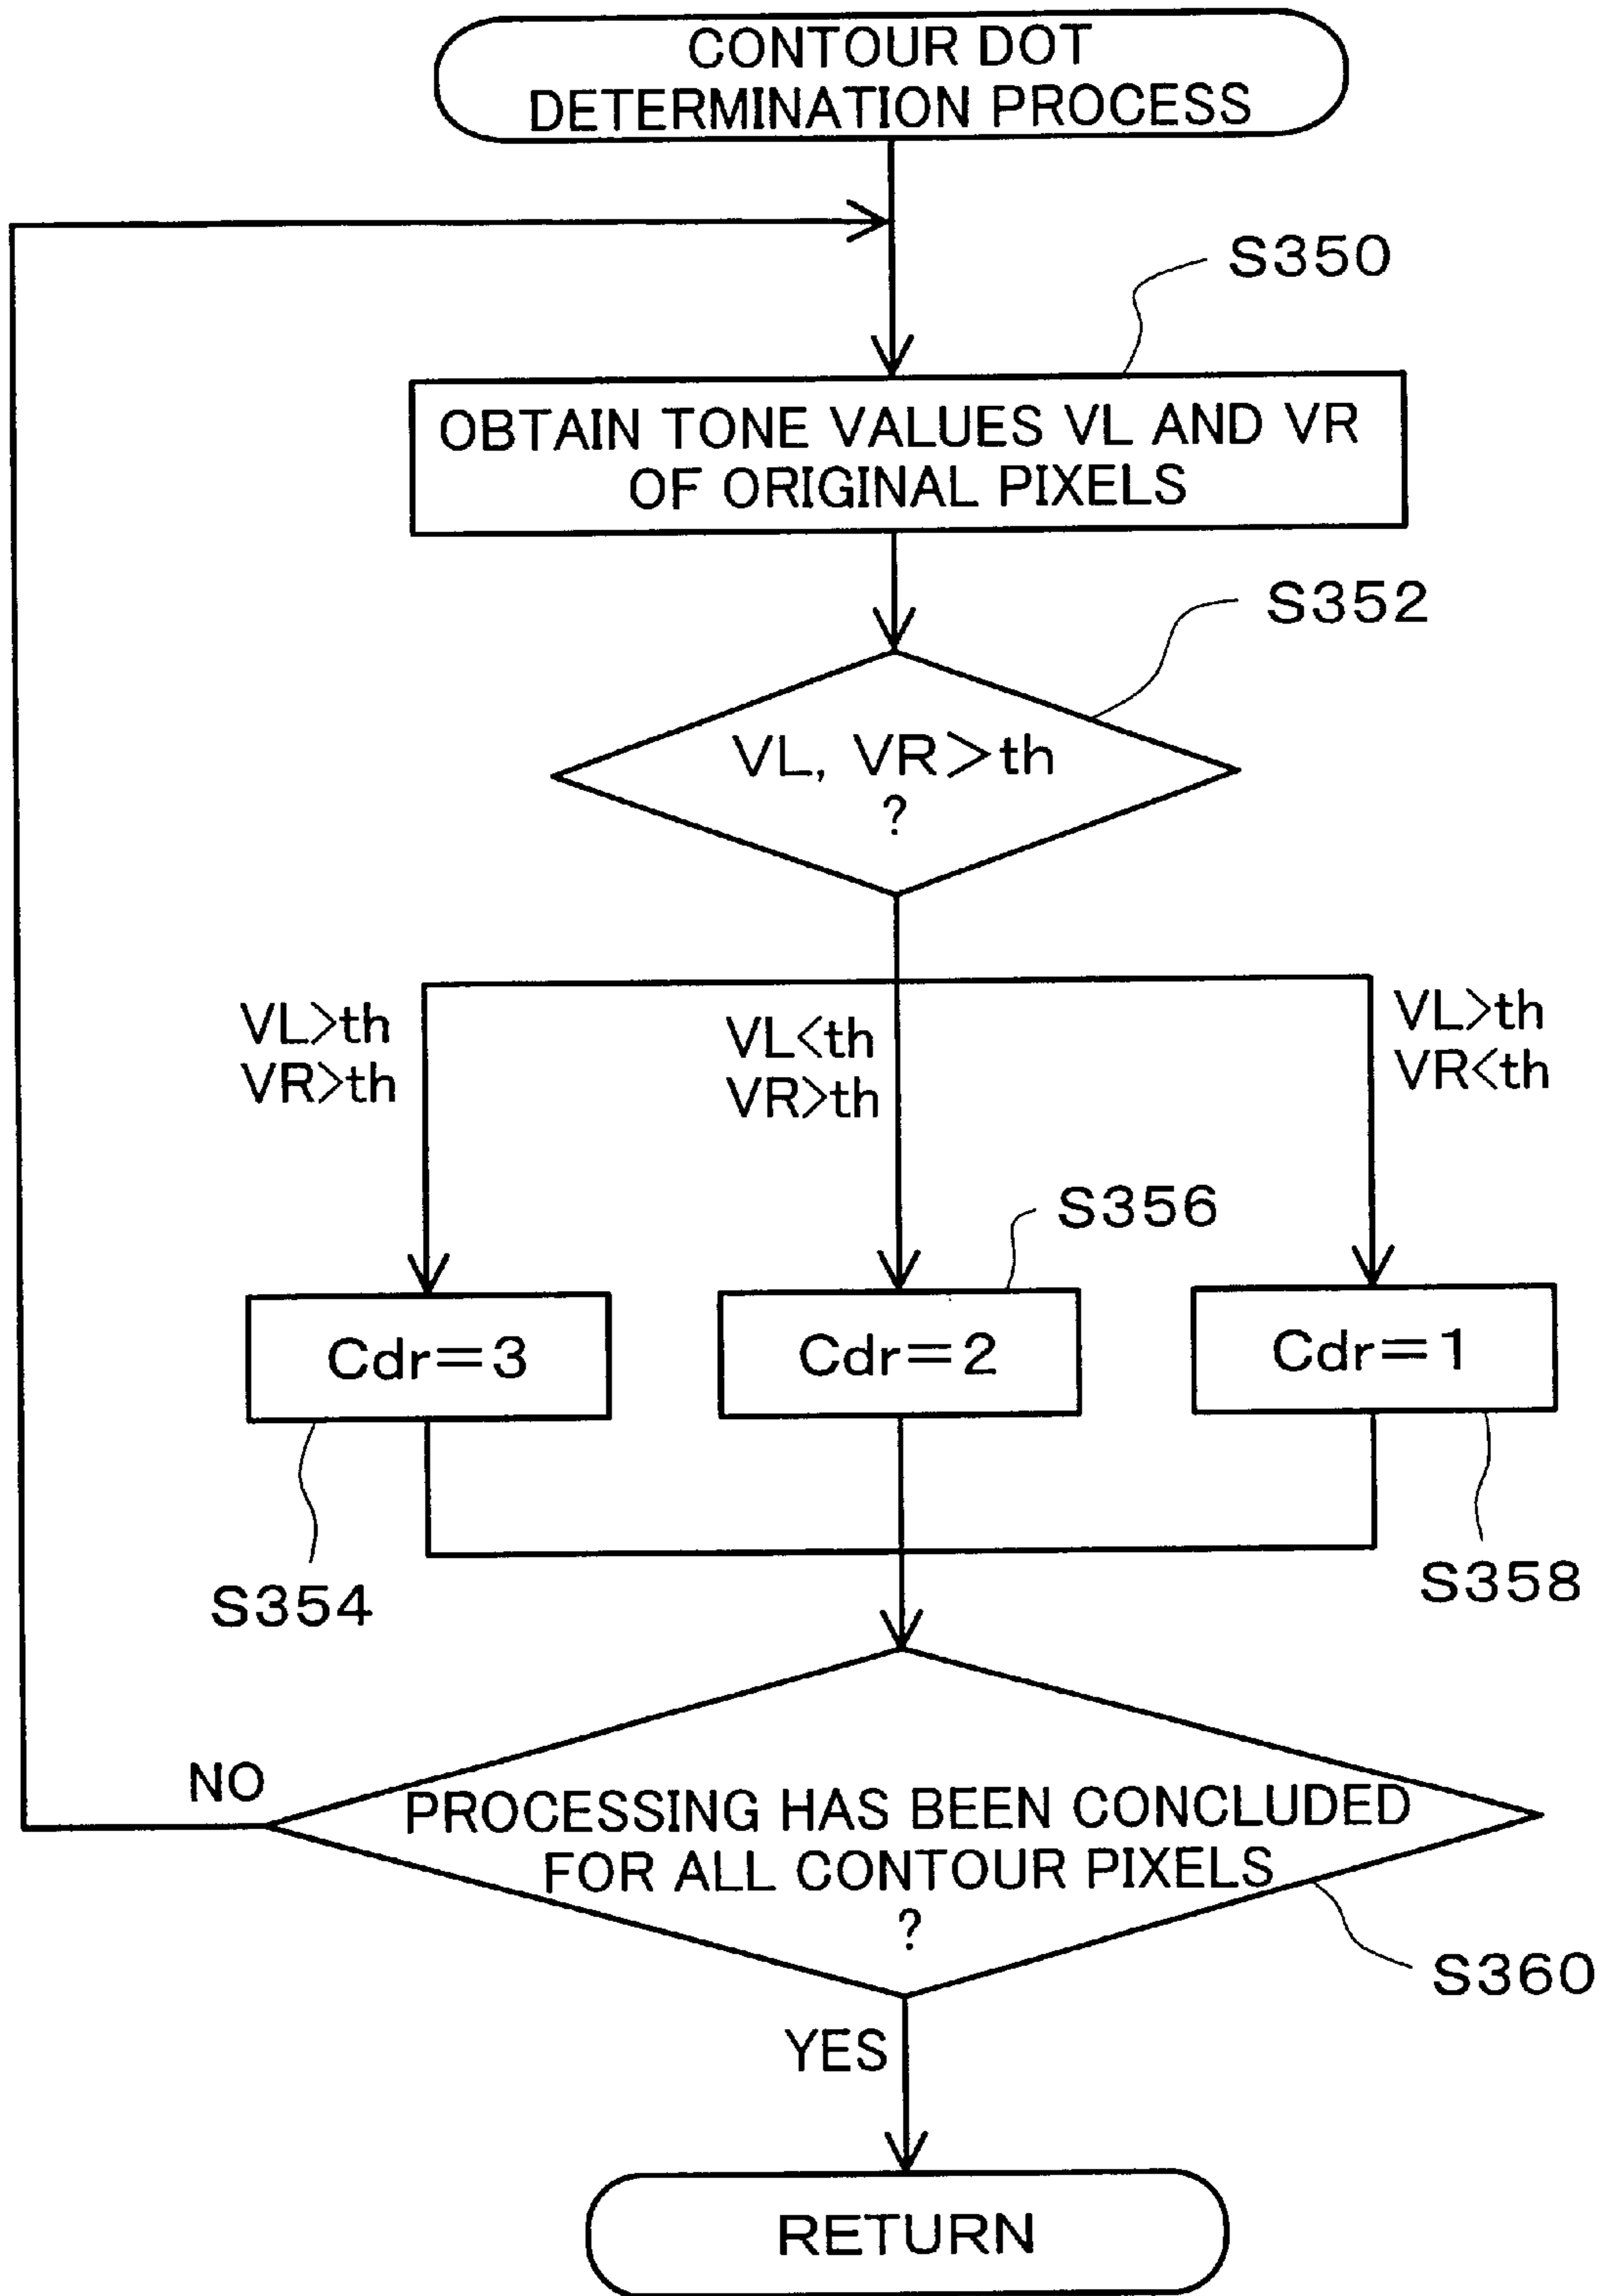 CONTOUR DOT
DETERMINATION PROCESS
S350
OBTAIN TONE VALUES VL AND VR
OF ORIGINAL PIXELS
S352
VL, VR>th
?
VL>th
VR>th
VL<th
VR>th
VL>th
VR<th
S356
Cdr=3
Cdr=2
Cdr=1
S354
S358
NO
PROCESSING HAS BEEN CONCLUDED
FOR ALL CONTOUR PIXELS
?
S360
YES
RETURN